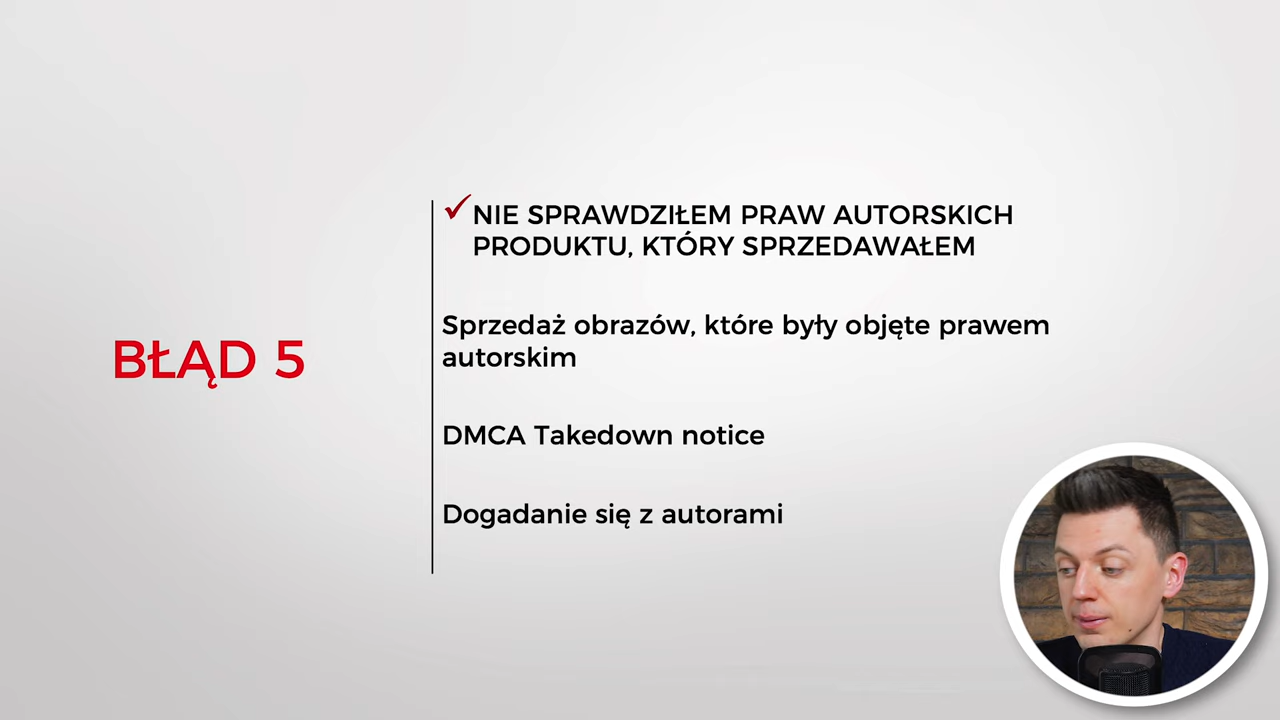 BŁĄD 5
NIE SPRAWDZIŁEM PRAW AUTORSKICH
PRODUKTU, KTÓRY SPRZEDAWAŁEM
Sprzedaż obrazów, które były objęte prawem
autorskim
DMCA Takedown notice
Dogadanie się z autorami